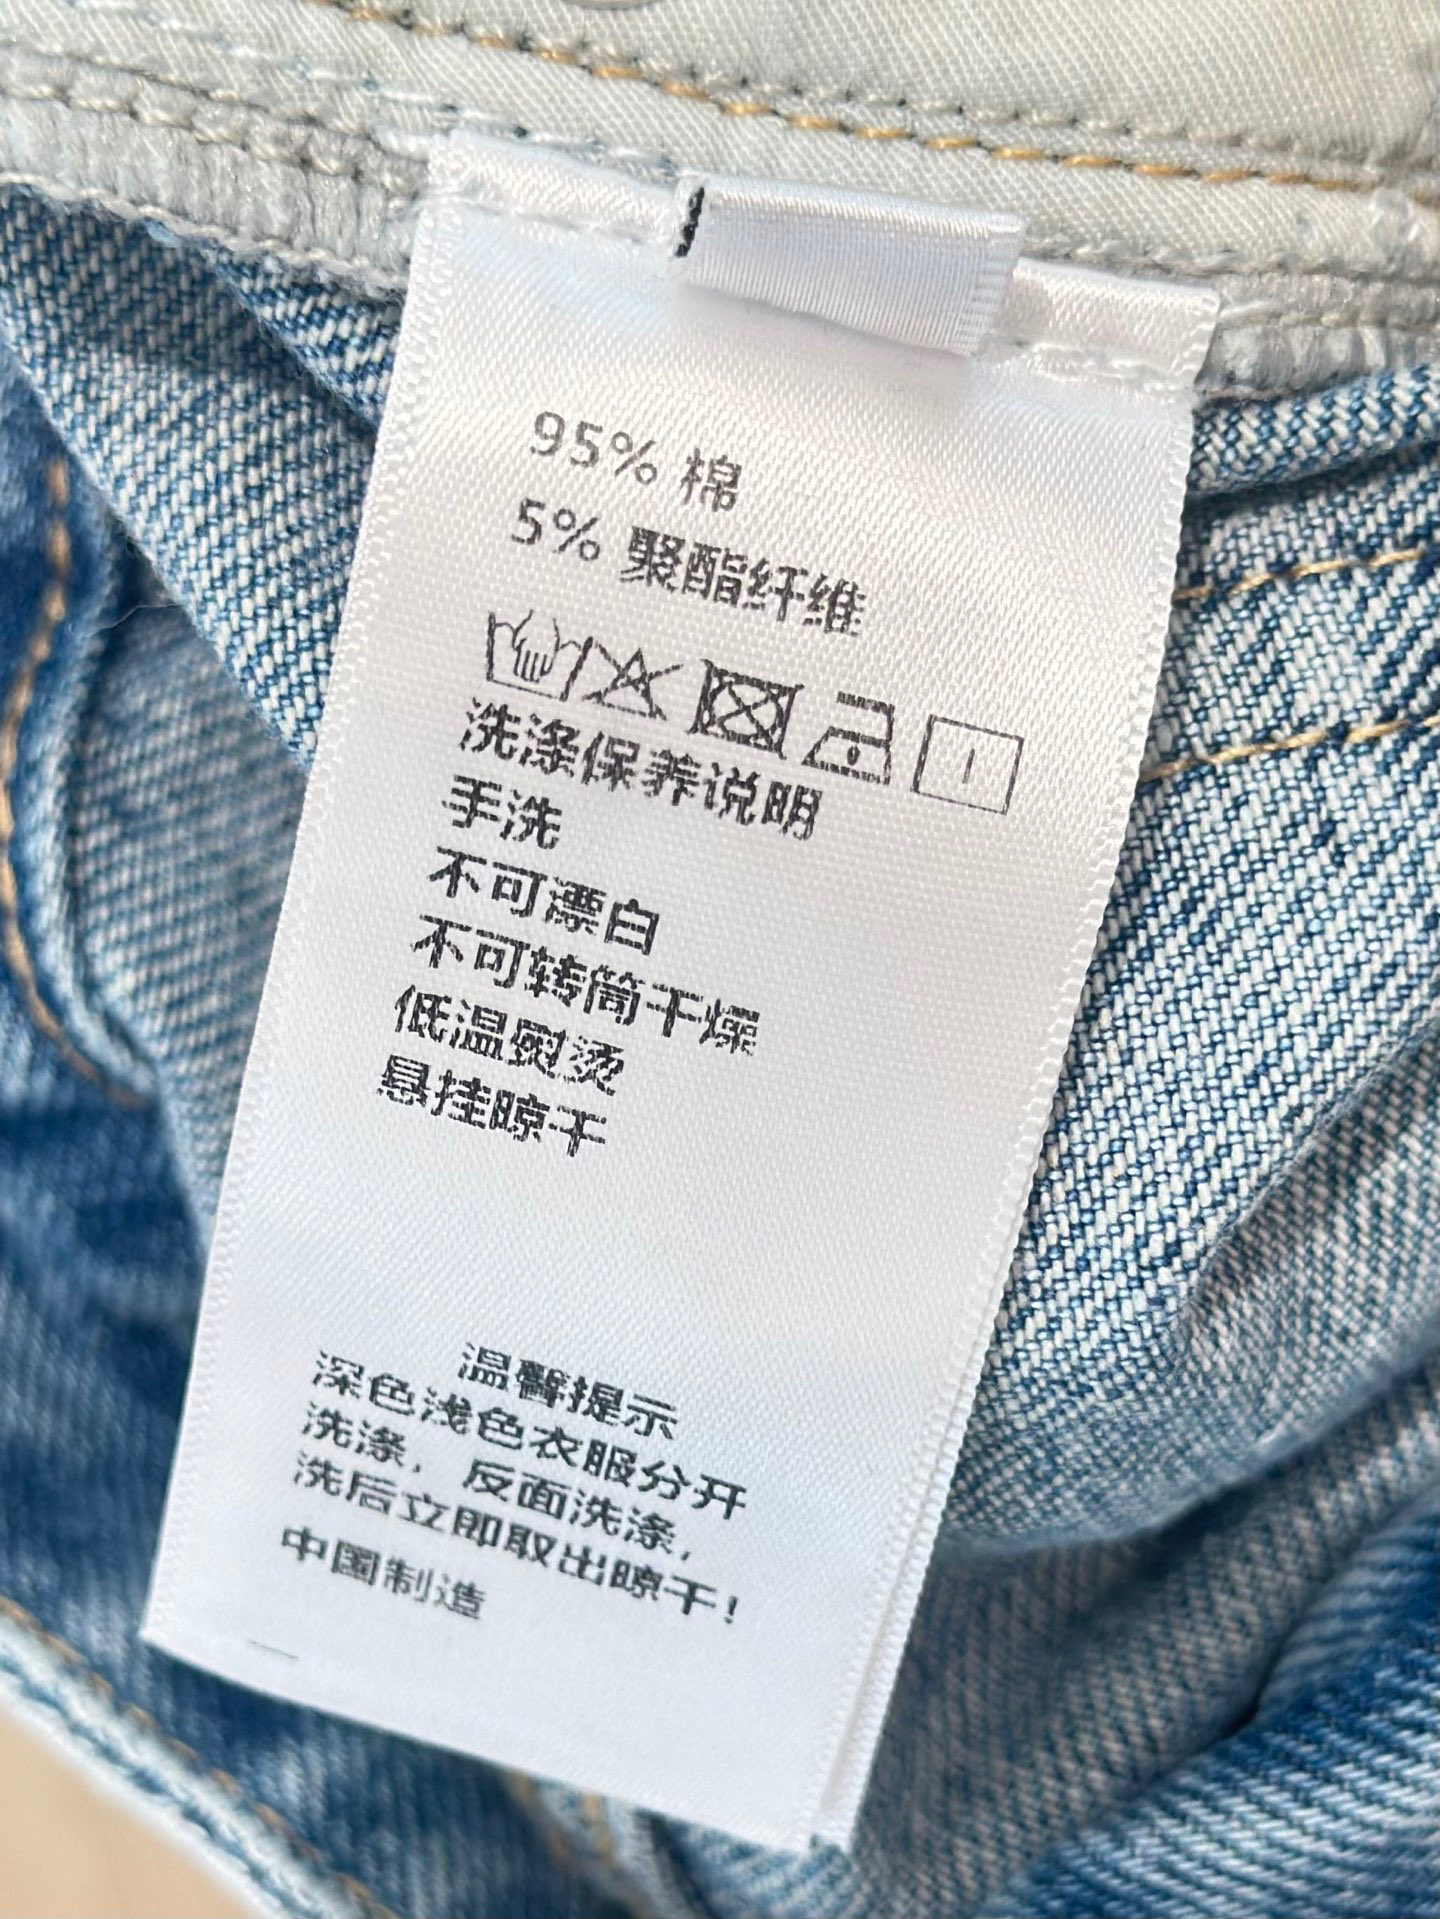 95% 棉
5% 聚酯纤维
洗涤保养说明
手洗
不可漂白
不可转筒干燥
低温熨烫
悬挂晾干
温馨提示
深色浅色衣服分开
洗涤，反面洗涤，
洗后立即取出晾干！
中国制造